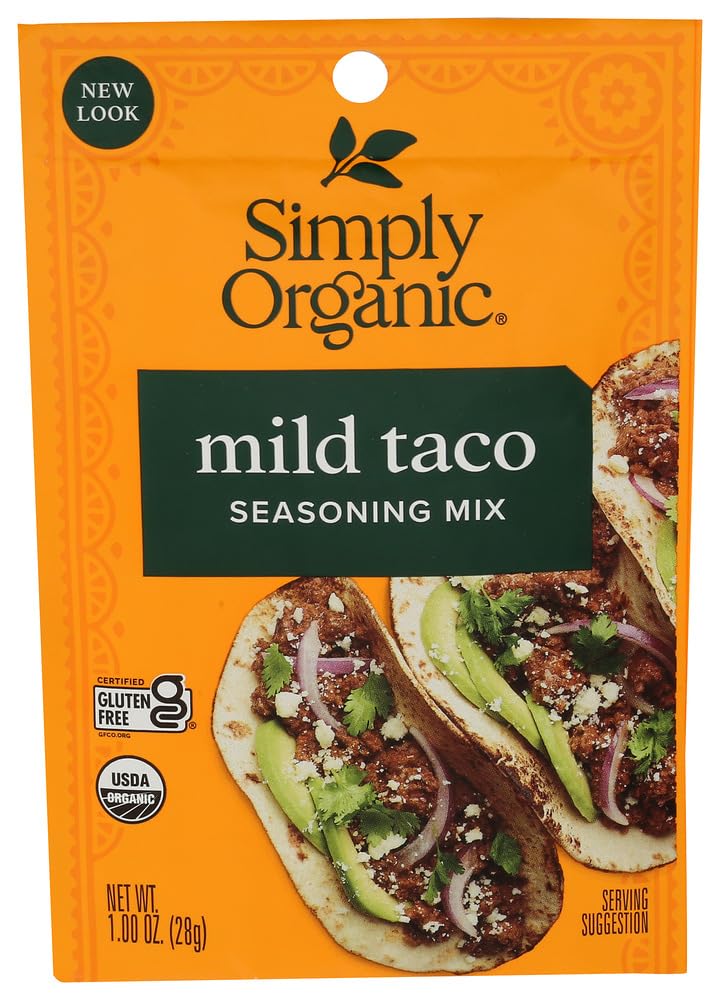 NEW
LOOK
Simply
Organic®
mild taco
SEASONING MIX
CERTIFIED
GLUTEN
FREE
®
GFCO.ORG
USDA
ORGANIC
NET WT.
1.00 OZ. (28g)
SERVING
SUGGESTION